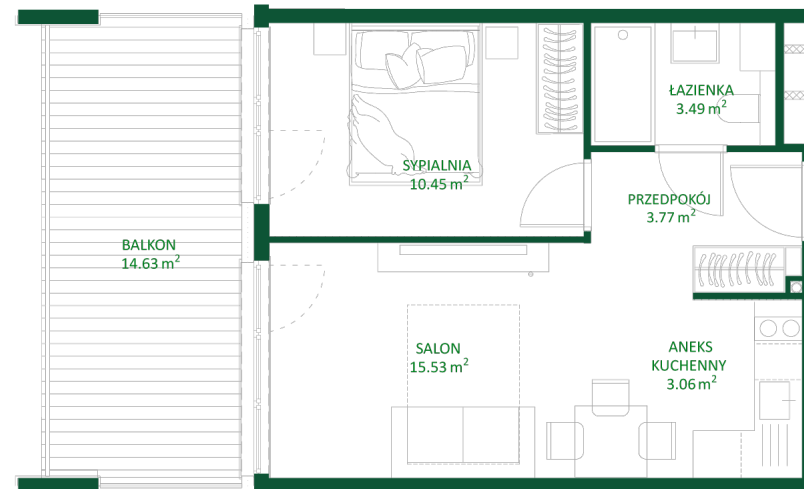 ŁAZIENKA
3.49 m²
SYPIALNIA
10.45 m²
PRZEDPOKÓJ
3.77 m²
BALKON
14.63 m²
SALON
15.53 m²
ANEKS
KUCHENNY
3.06 m²